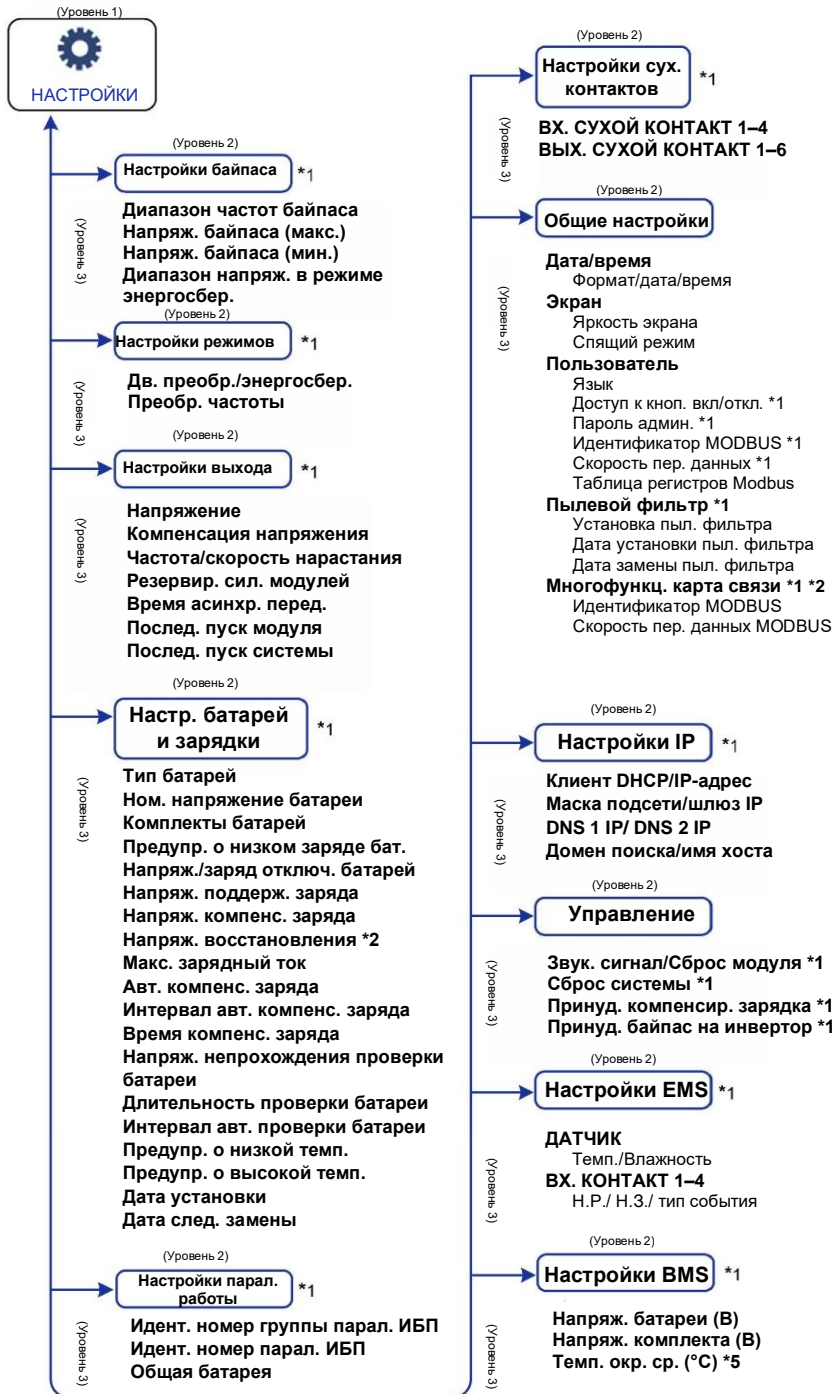 (Уровень 1)
НАСТРОЙКИ
(Уровень 2)
Настройки байпаса *1
(Уровень 3)
Диапазон частот байпаса
Напряж. байпаса (макс.)
Напряж. байпаса (мин.)
Диапазон напряж. в режиме
энергосбер.
(Уровень 2)
Настройки режимов *1
(Уровень 3)
Дв. преобр./энергосбер.
Преобр. частоты
(Уровень 2)
Настройки выхода *1
(Уровень 3)
Напряжение
Компенсация напряжения
Частота/скорость нарастания
Резервир. сил. модулей
Время асинхр. перед.
Послед. пуск модуля
Послед. пуск системы
(Уровень 2)
Настр. батарей
и зарядки *1
(Уровень 3)
Тип батарей
Ном. напряжение батареи
Комплекты батарей
Предупр. о низком заряде бат.
Напряж./заряд отключ. батарей
Напряж. поддерж. заряда
Напряж. компенс. заряда
Напряж. восстановления *2
Макс. зарядный ток
Авт. компенс. заряда
Интервал авт. компенс. заряда
Время компенс. заряда
Напряж. непрохождения проверки
батареи
Длительность проверки батареи
Интервал авт. проверки батареи
Предупр. о низкой темп.
Предупр. о высокой темп.
Дата установки
Дата след. замены
(Уровень 2)
Настройки парал.
работы *1
(Уровень 3)
Идент. номер группы парал. ИБП
Идент. номер парал. ИБП
Общая батарея
(Уровень 2)
Настройки сух.
контактов *1
(Уровень 3)
ВХ. СУХОЙ КОНТАКТ 1–4
ВЫХ. СУХОЙ КОНТАКТ 1–6
(Уровень 2)
Общие настройки
(Уровень 3)
Дата/время
Формат/дата/время
Экран
Яркость экрана
Спящий режим
Пользователь
Язык
Доступ к кноп. вкл/откл. *1
Пароль админ. *1
Идентификатор MODBUS *1
Скорость пер. данных *1
Таблица регистров Modbus
Пылевой фильтр *1
Установка пыл. фильтра
Дата установки пыл. фильтра
Дата замены пыл. фильтра
Многофункц. карта связи *1 *2
Идентификатор MODBUS
Скорость пер. данных MODBUS
(Уровень 2)
Настройки IP *1
(Уровень 3)
Клиент DHCP/IP-адрес
Маска подсети/шлюз IP
DNS 1 IP/ DNS 2 IP
Домен поиска/имя хоста
(Уровень 2)
Управление
(Уровень 3)
Звук. сигнал/Сброс модуля *1
Сброс системы *1
Принуд. компенсир. зарядка *1
Принуд. байпас на инвертор *1
(Уровень 2)
Настройки EMS *1
(Уровень 3)
ДАТЧИК
Темп./Влажность
ВХ. КОНТАКТ 1–4
Н.Р./ Н.З./ тип события
(Уровень 2)
Настройки BMS *1
(Уровень 3)
Напряж. батареи (В)
Напряж. комплекта (В)
Темп. окр. ср. (°C) *5